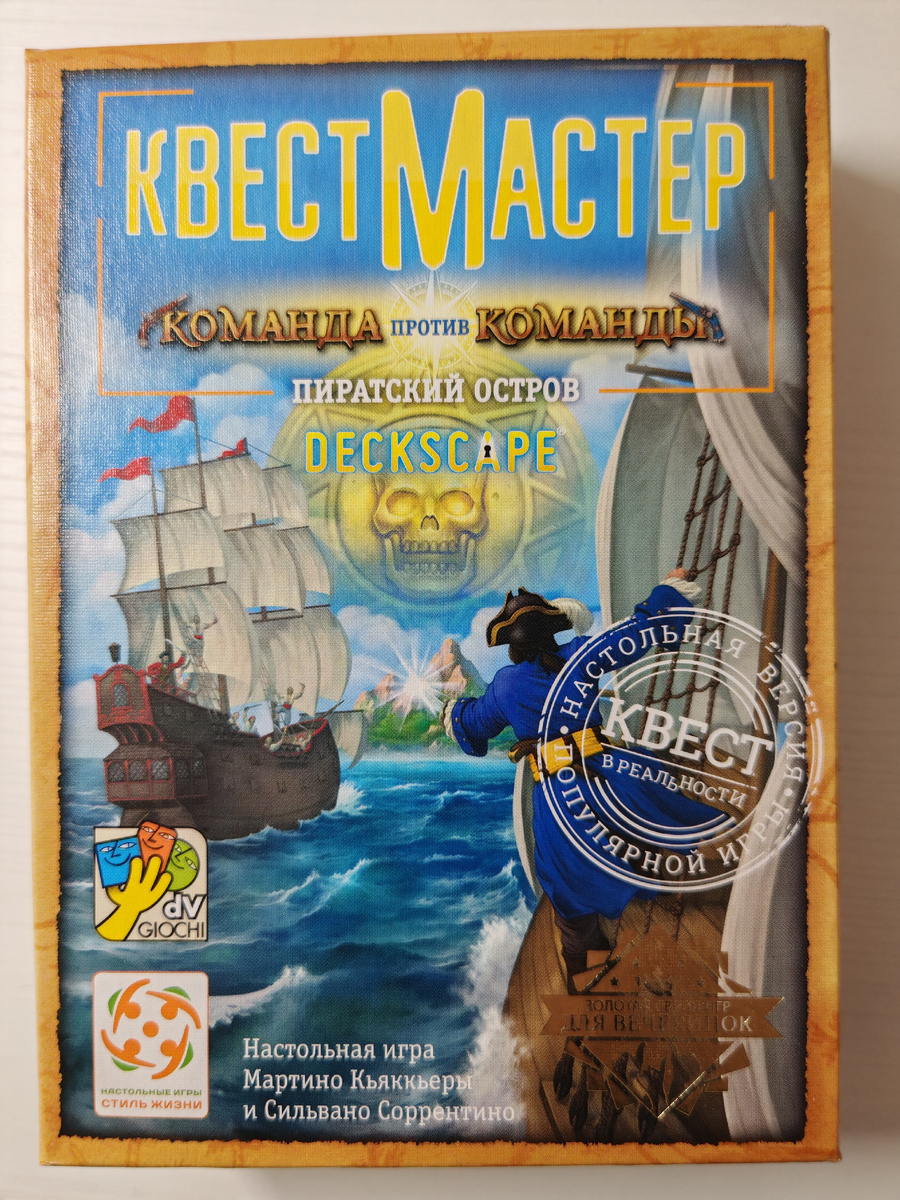 КВЕСТМАСТЕР
КОМАНДА ПРОТИВ КОМАНДЫ
ПИРАТСКИЙ ОСТРОВ
DECKSCAPE®
НАСТОЛЬНАЯ ВЕРСИЯ • ПОПУЛЯРНОЙ ИГРЫ •
КВЕСТ
В РЕАЛЬНОСТИ
dV
GIOCHI
НАСТОЛЬНЫЕ ИГРЫ
СТИЛЬ ЖИЗНИ
Настольная игра
Мартино Кьяккьеры
и Сильвано Соррентино
ДЛЯ ВЕЧЕРИНОК